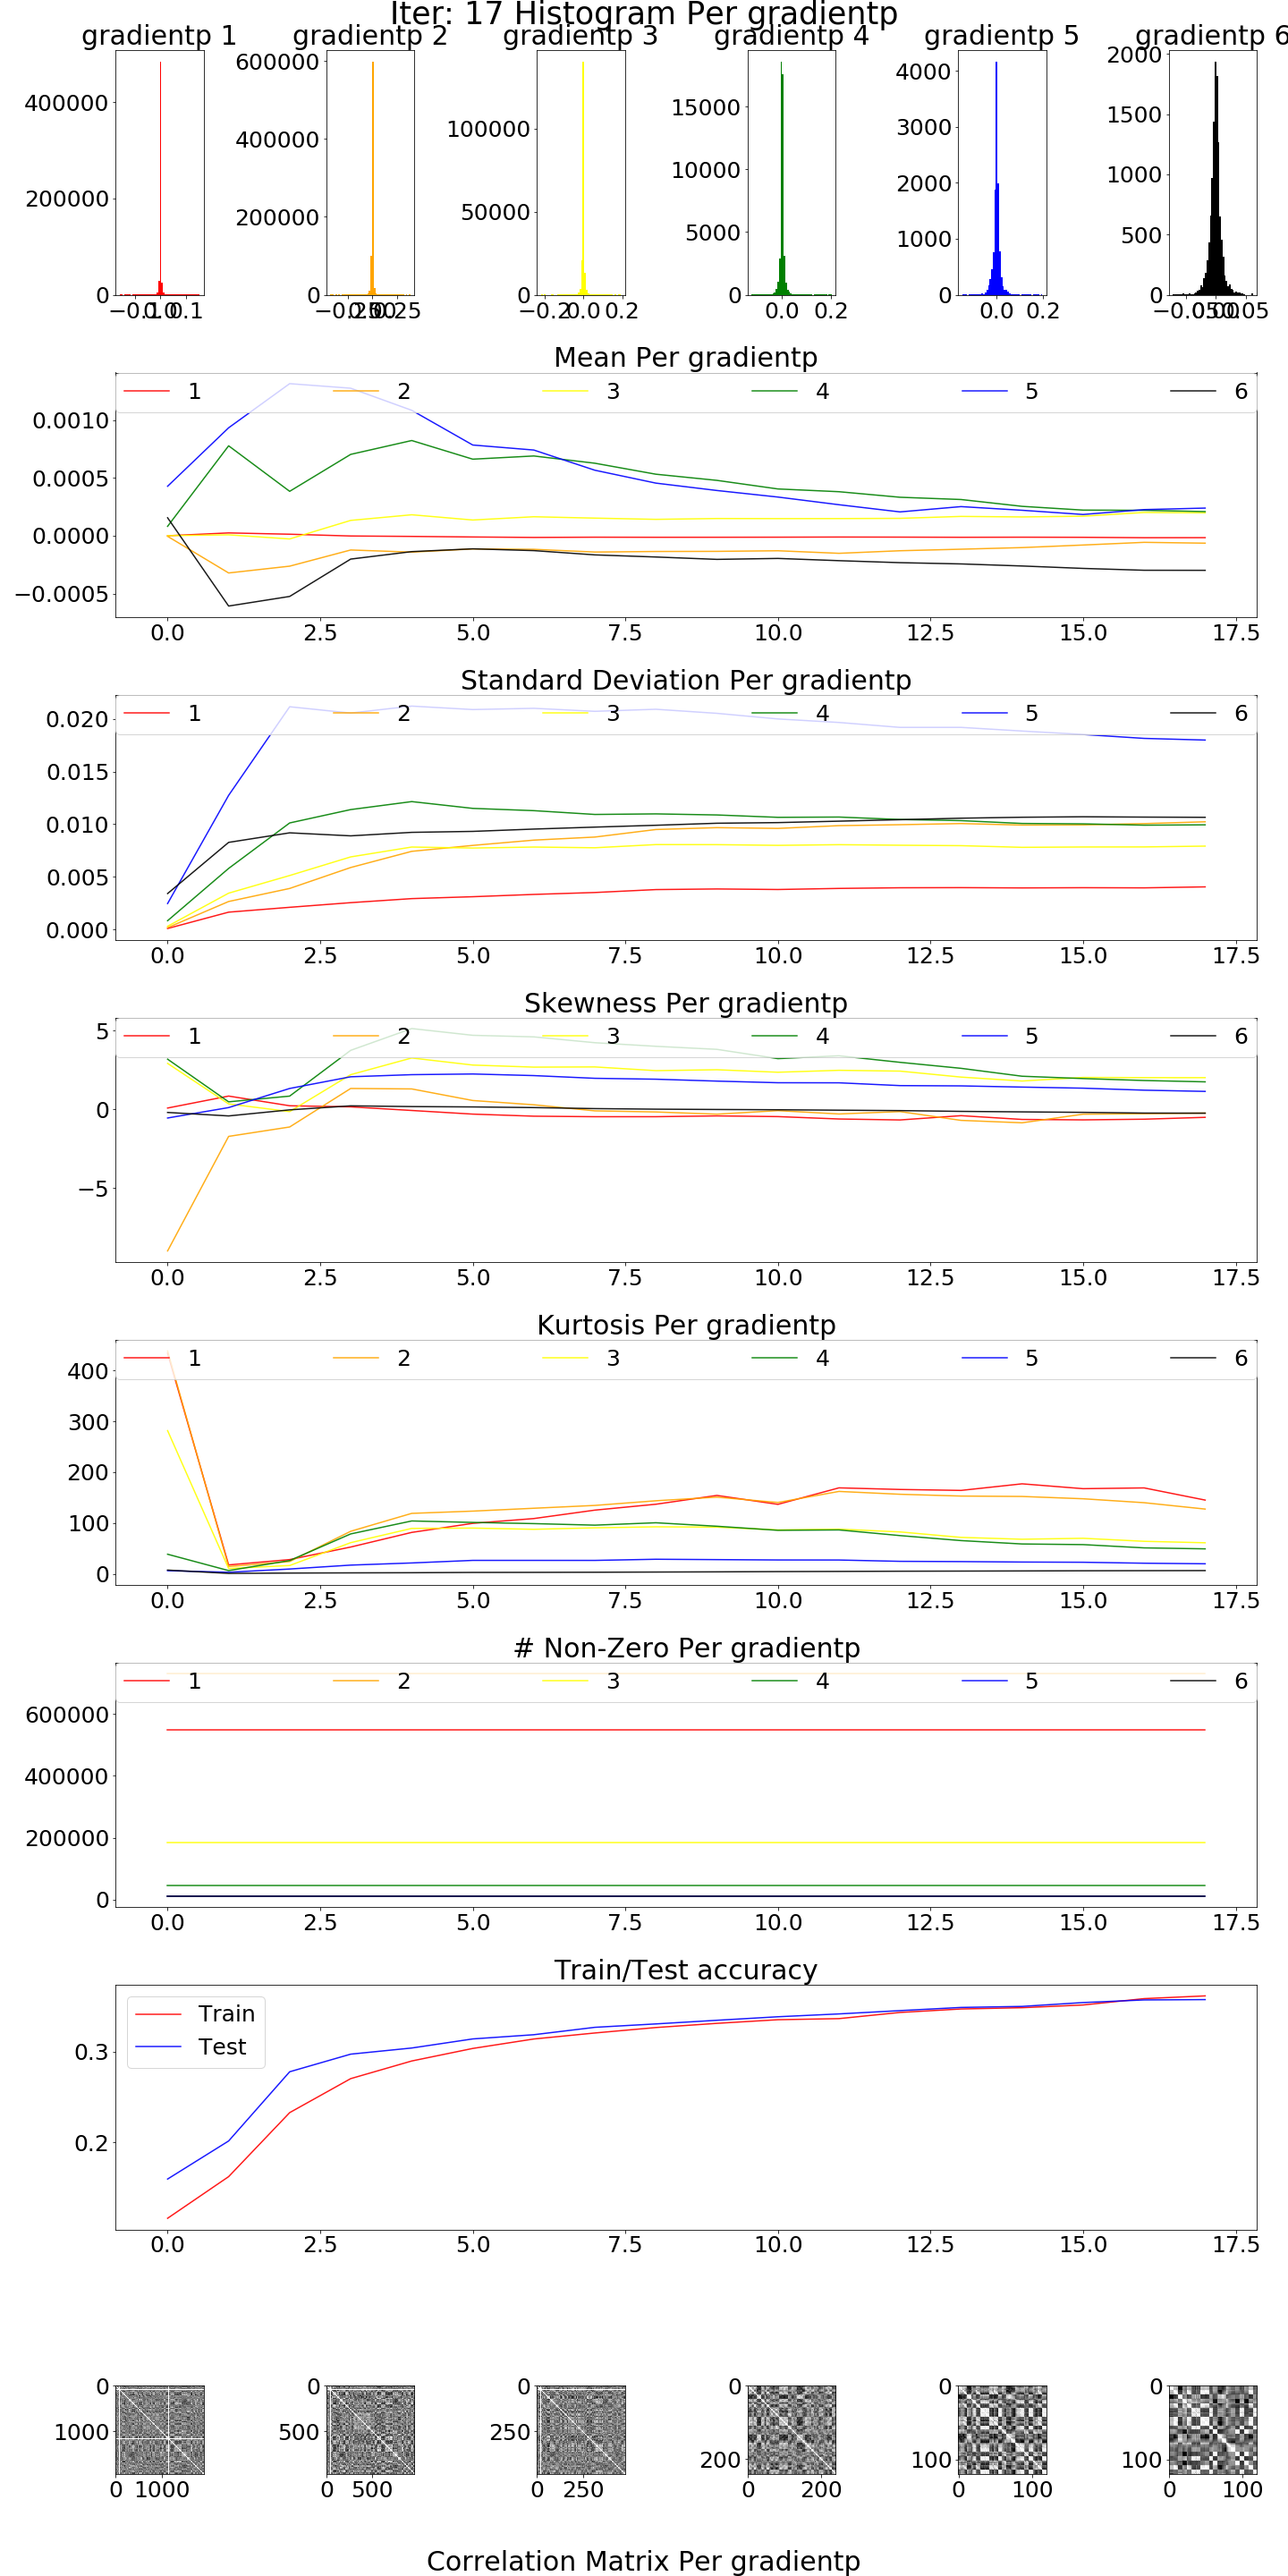 Iter: 17 Histogram Per gradientp
gradientp 1 gradientp 2 gradientp 3 gradientp 4 gradientp 5 gradientp 6
400000
200000
0
−0.1 0.0 0.1
600000
400000
200000
0
−0.25 0.00 0.25
100000
50000
0
−0.2 0.0 0.2
15000
10000
5000
0
0.0 0.2
4000
3000
2000
1000
0
0.0 0.2
2000
1500
1000
500
0
−0.05 0.00 0.05
Mean Per gradientp
1 2 3 4 5 6
0.0010
0.0005
0.0000
−0.0005
0.0 2.5 5.0 7.5 10.0 12.5 15.0 17.5
Standard Deviation Per gradientp
1 2 3 4 5 6
0.020
0.015
0.010
0.005
0.000
0.0 2.5 5.0 7.5 10.0 12.5 15.0 17.5
Skewness Per gradientp
1 2 3 4 5 6
5
0
−5
0.0 2.5 5.0 7.5 10.0 12.5 15.0 17.5
Kurtosis Per gradientp
1 2 3 4 5 6
400
300
200
100
0
0.0 2.5 5.0 7.5 10.0 12.5 15.0 17.5
# Non-Zero Per gradientp
1 2 3 4 5 6
600000
400000
200000
0
0.0 2.5 5.0 7.5 10.0 12.5 15.0 17.5
Train/Test accuracy
Train
Test
0.3
0.2
0.0 2.5 5.0 7.5 10.0 12.5 15.0 17.5
0
1000
0 1000
0
500
0 500
0
250
0 250
0
200
0 200
0
100
0 100
0
100
0 100
Correlation Matrix Per gradientp